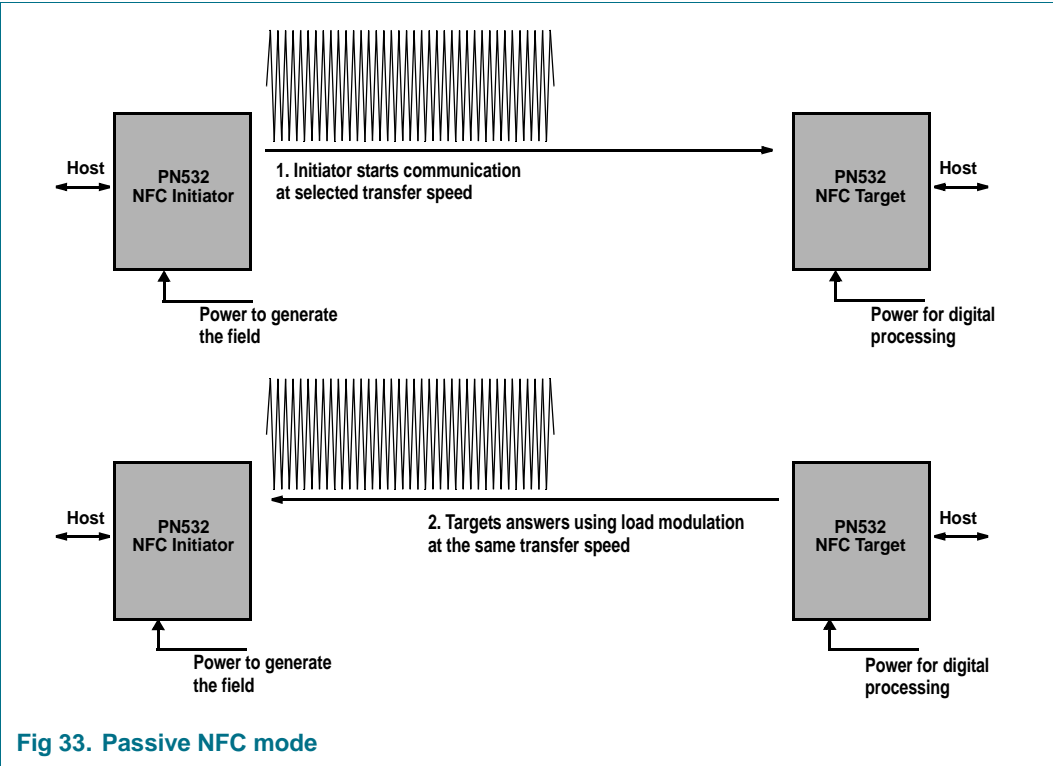 Host
PN532
NFC Initiator
1. Initiator starts communication
at selected transfer speed
PN532
NFC Target
Host
Power to generate
the field
Power for digital
processing
Host
PN532
NFC Initiator
2. Targets answers using load modulation
at the same transfer speed
PN532
NFC Target
Host
Power to generate
the field
Power for digital
processing
Fig 33. Passive NFC mode